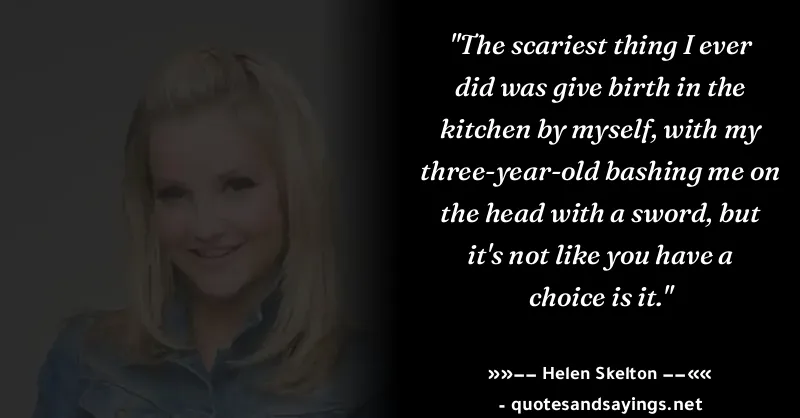 "The scariest thing I ever
did was give birth in the
kitchen by myself, with my
three-year-old bashing me on
the head with a sword, but
it's not like you have a
choice is it."
»»−− Helen Skelton −−««
- quotesandsayings.net